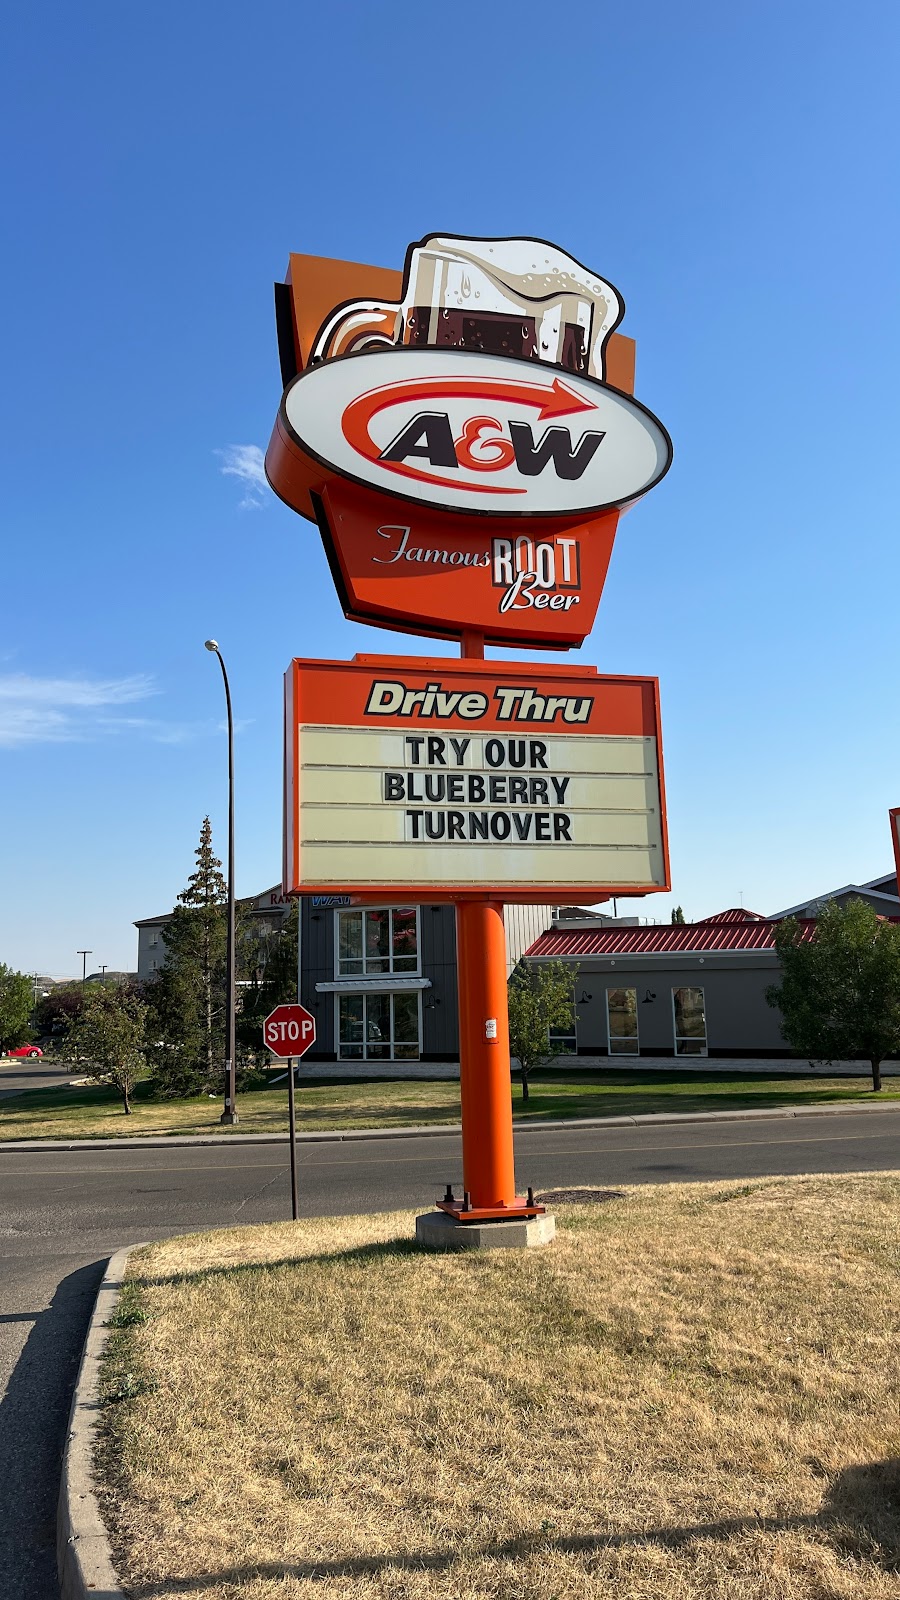 A&W
Famous ROOT
Beer
Drive Thru
TRY OUR
BLUEBERRY
TURNOVER
STOP